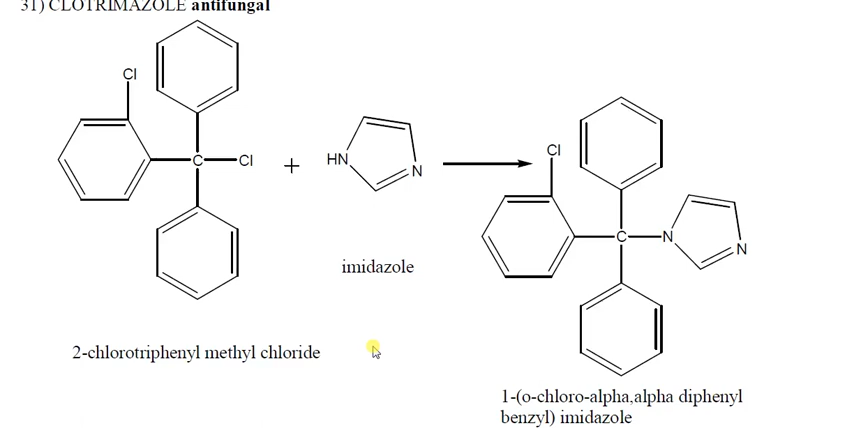 31) CLOTRIMAZOLE antifungal
Cl
C
Cl
+
HN
N
Cl
C
N
N
imidazole
2-chlorotriphenyl methyl chloride
1-(o-chloro-alpha,alpha diphenyl
benzyl) imidazole